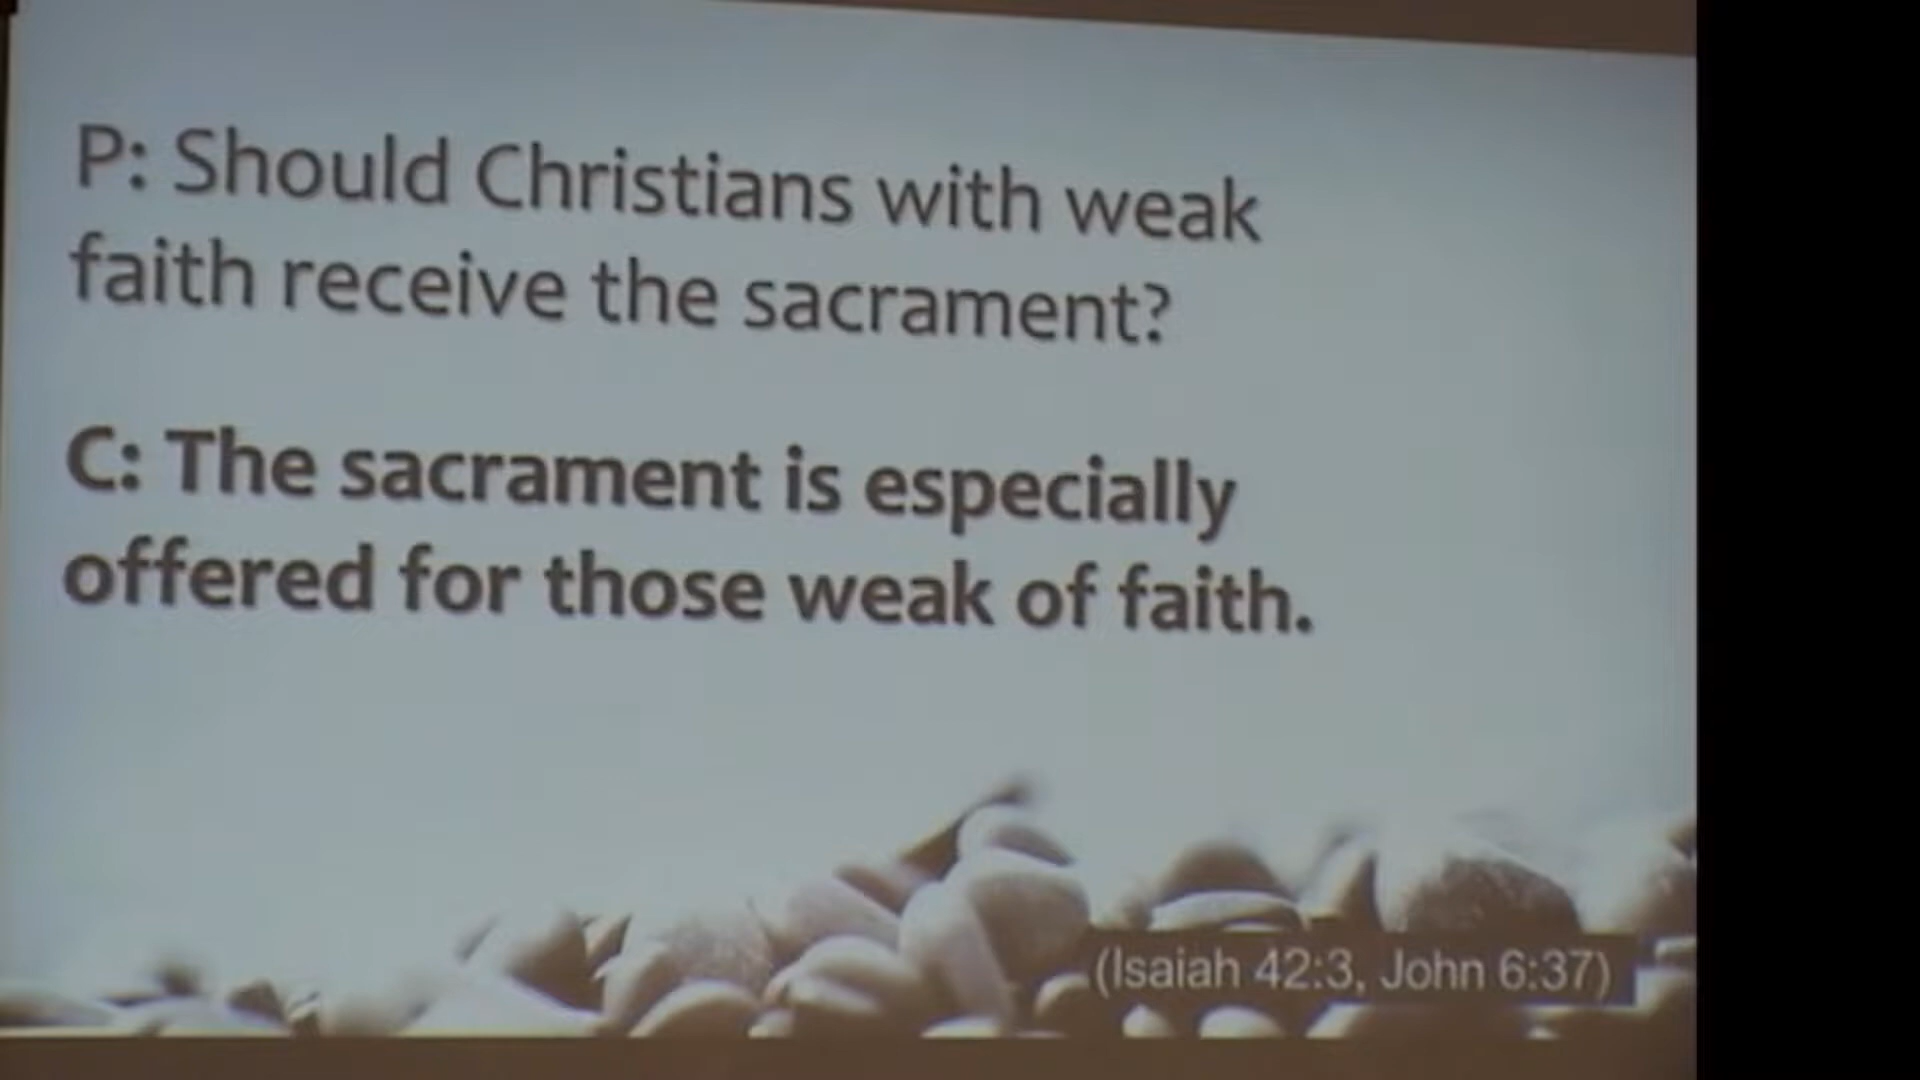 P: Should Christians with weak
faith receive the sacrament?
C: The sacrament is especially
offered for those weak of faith.
(Isaiah 42:3, John 6:37)